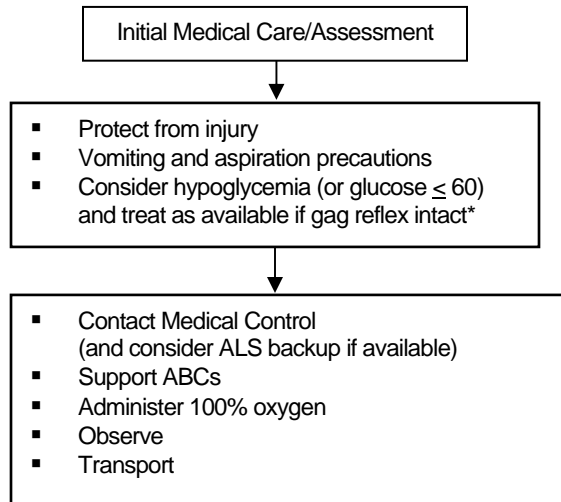 Initial Medical Care/Assessment
▪ Protect from injury
▪ Vomiting and aspiration precautions
▪ Consider hypoglycemia (or glucose ≤ 60)
and treat as available if gag reflex intact*
▪ Contact Medical Control
(and consider ALS backup if available)
▪ Support ABCs
▪ Administer 100% oxygen
▪ Observe
▪ Transport